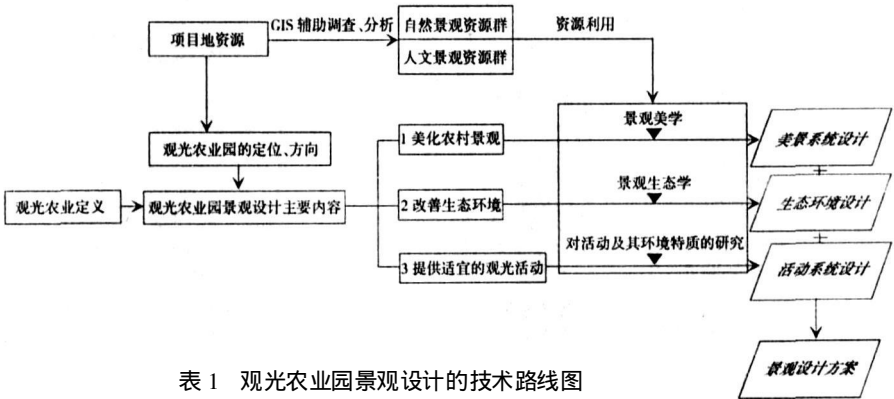 项目地资源
GIS 辅助调查、分析
自然景观资源群
人文景观资源群
资源利用
观光农业园的定位、方向
观光农业定义
观光农业园景观设计主要内容
1 美化农村景观
2 改善生态环境
3 提供适宜的观光活动
景观美学
景观生态学
对活动及其环境特质的研究
美景系统设计
+
生态环境设计
+
活动系统设计
景观设计方案
表 1 观光农业园景观设计的技术路线图